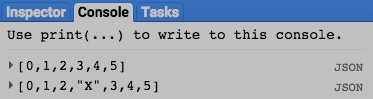 Inspector Console Tasks
Use print(...) to write to this console.
[0,1,2,3,4,5] JSON
[0,1,2,"X",3,4,5] JSON